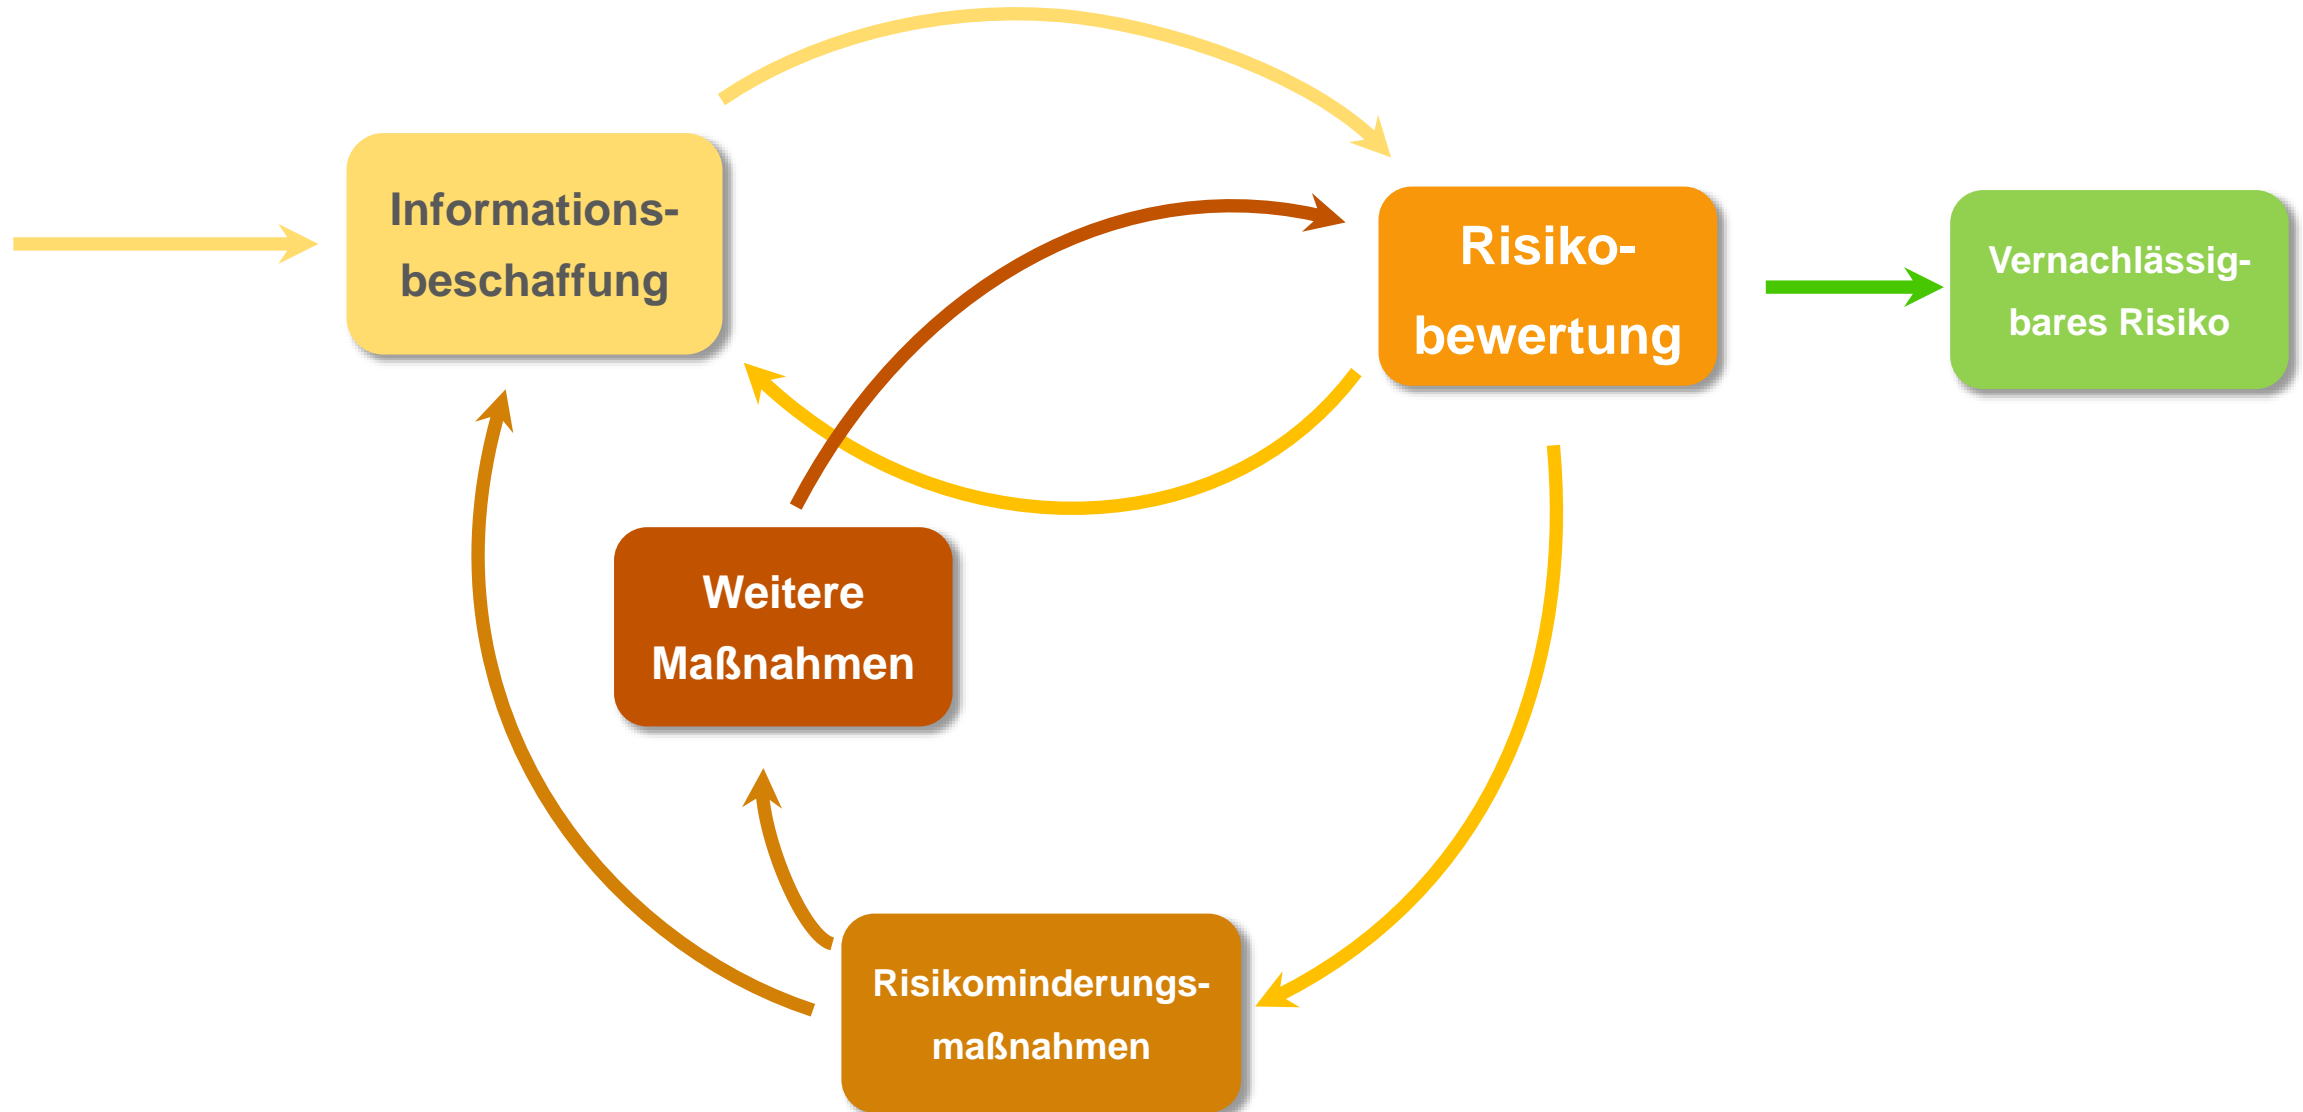 Informations-
beschaffung
Risiko-
bewertung
Vernachlässig-
bares Risiko
Weitere
Maßnahmen
Risikominderungs-
maßnahmen